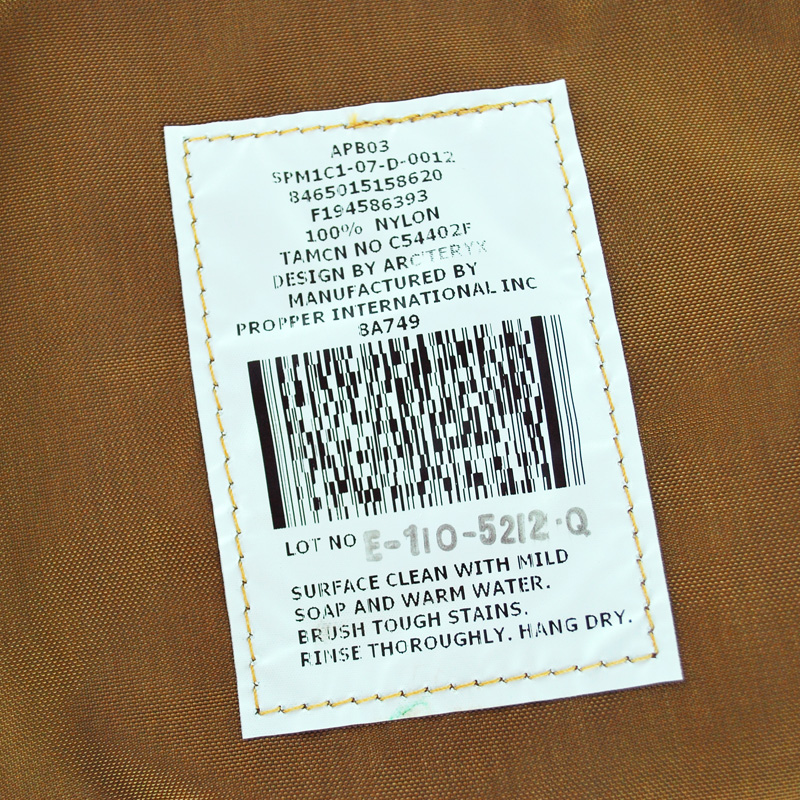 APB03
SPM1C1-07-D-0012
8465015158620
F194586393
100% NYLON
TAMCN NO C54402F
DESIGN BY ARC'TERYX
MANUFACTURED BY
PROPPER INTERNATIONAL INC
8A749
LOT NO E-110-5212-Q
SURFACE CLEAN WITH MILD
SOAP AND WARM WATER.
BRUSH TOUGH STAINS.
RINSE THOROUGHLY. HANG DRY.